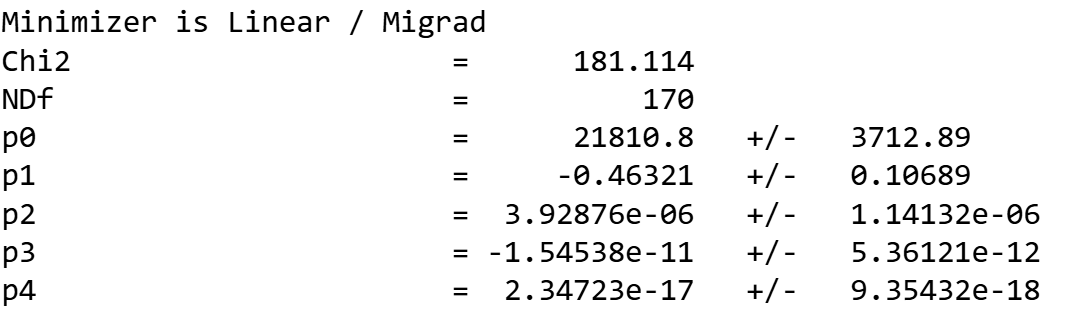 Minimizer is Linear / Migrad
Chi2 = 181.114
NDf = 170
p0 = 21810.8 +/- 3712.89
p1 = -0.46321 +/- 0.10689
p2 = 3.92876e-06 +/- 1.14132e-06
p3 = -1.54538e-11 +/- 5.36121e-12
p4 = 2.34723e-17 +/- 9.35432e-18